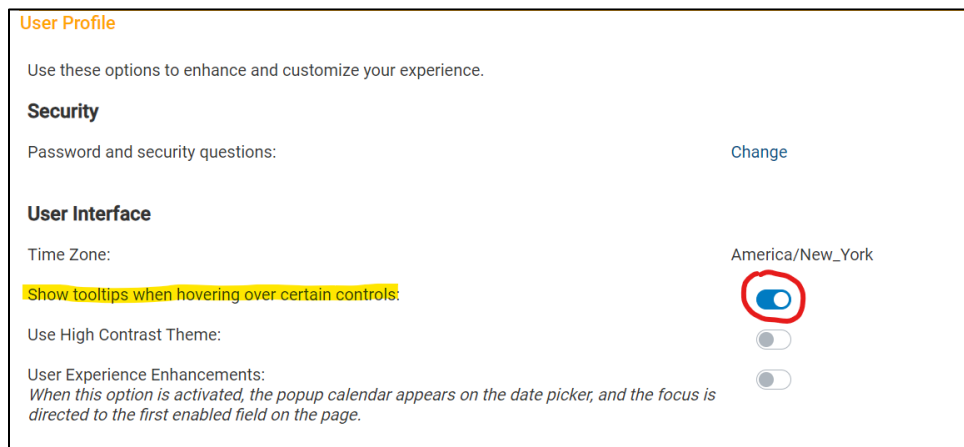 User Profile
Use these options to enhance and customize your experience.
Security
Password and security questions:
Change
User Interface
Time Zone:
America/New_York
Show tooltips when hovering over certain controls:
Use High Contrast Theme:
User Experience Enhancements:
When this option is activated, the popup calendar appears on the date picker, and the focus is
directed to the first enabled field on the page.